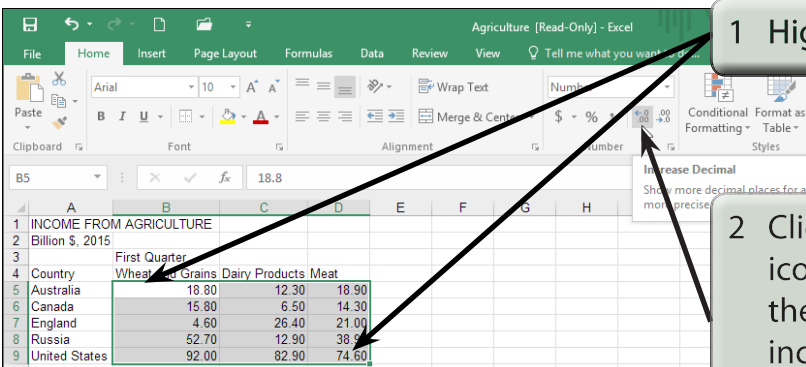 Agriculture [Read-Only] - Excel
File Home Insert Page Layout Formulas Data Review View Tell me what you want to
1 Hig
Arial 10 Wrap Text
Paste B I U A Merge & Center $ % Conditional Format as
Formatting Table
Clipboard Font Alignment Styles
B5 fx 18.8
Increase Decimal
Show more decimal places for a
more precise
A B C D E F G H
1 INCOME FROM AGRICULTURE
2 Billion $, 2015
3 First Quarter
4 Country Wheat and Grains Dairy Products Meat
5 Australia 18.80 12.30 18.90
6 Canada 15.80 6.50 14.30
7 England 4.60 26.40 21.00
8 Russia 52.70 12.90
9 United States 92.00 82.90 74.60
2 Cli
ico
the
inc